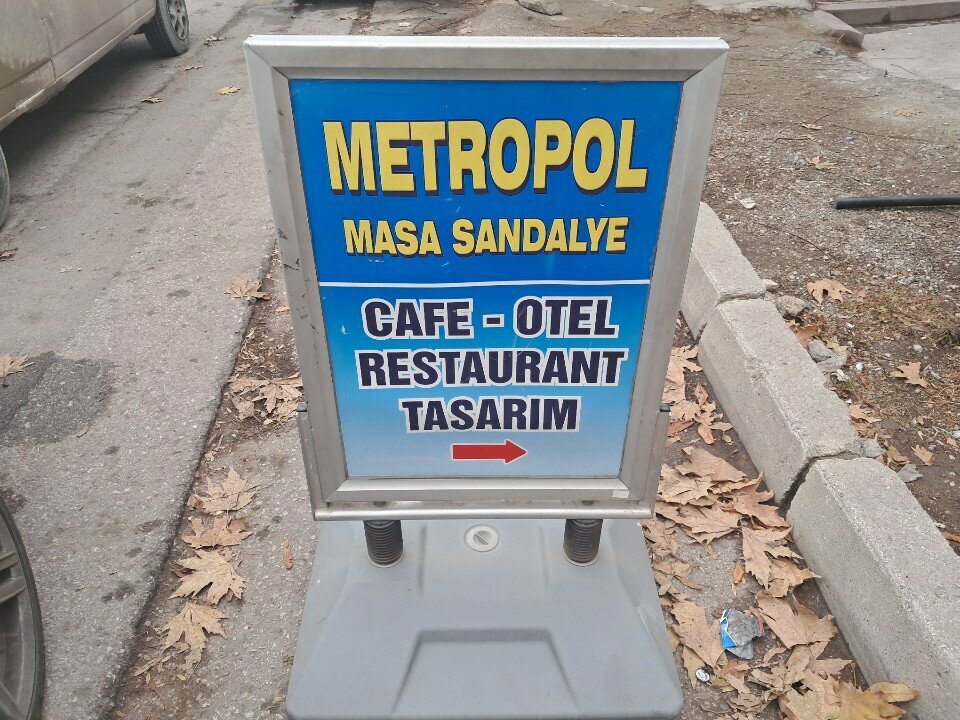 METROPOL
MASA SANDALYE
CAFE - OTEL
RESTAURANT
TASARIM